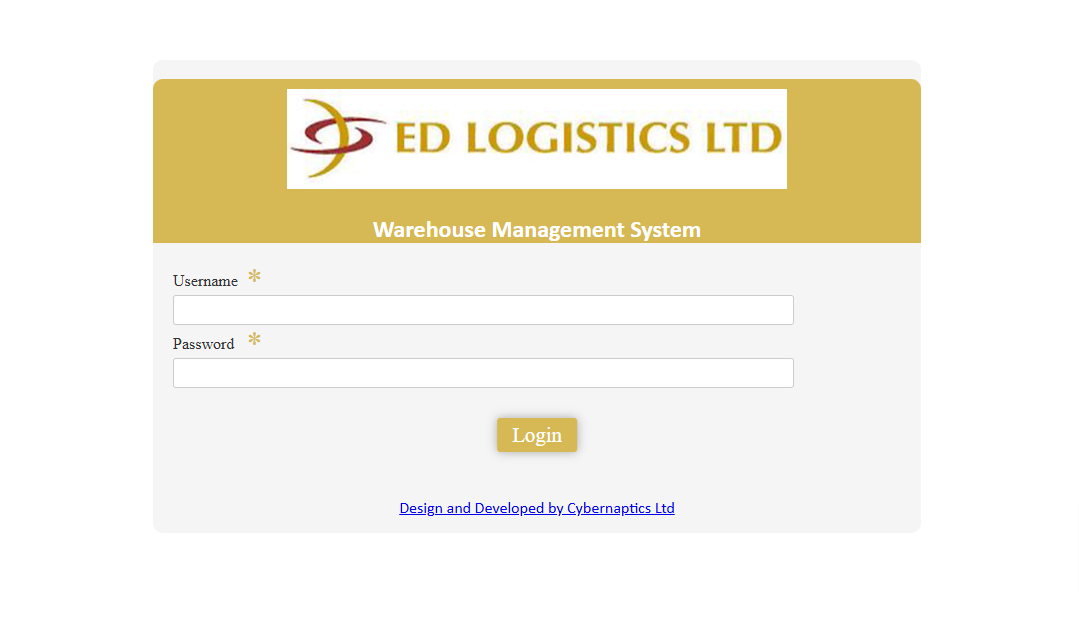 ED LOGISTICS LTD
Warehouse Management System
Username *
Password *
Login
Design and Developed by Cybernaptics Ltd